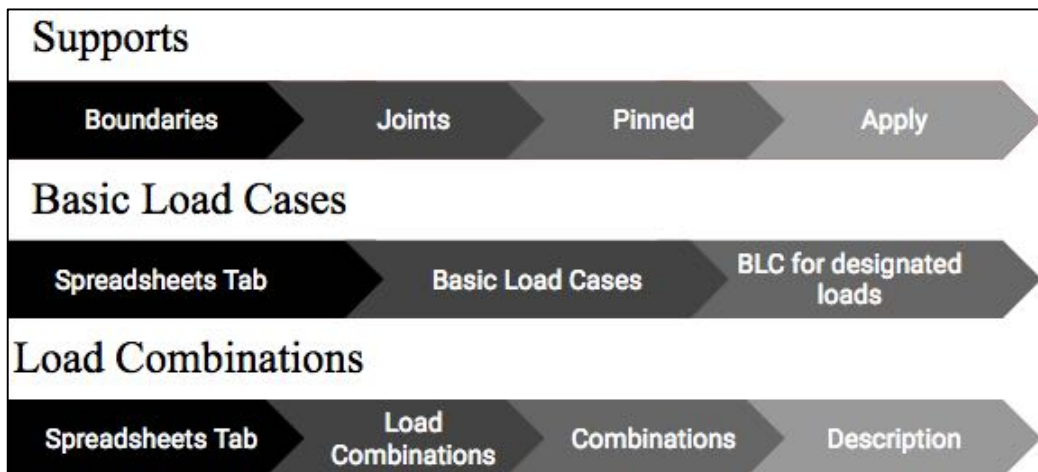 Supports
Boundaries Joints Pinned Apply
Basic Load Cases
Spreadsheets Tab Basic Load Cases BLC for designated
loads
Load Combinations
Spreadsheets Tab Load
Combinations Combinations Description